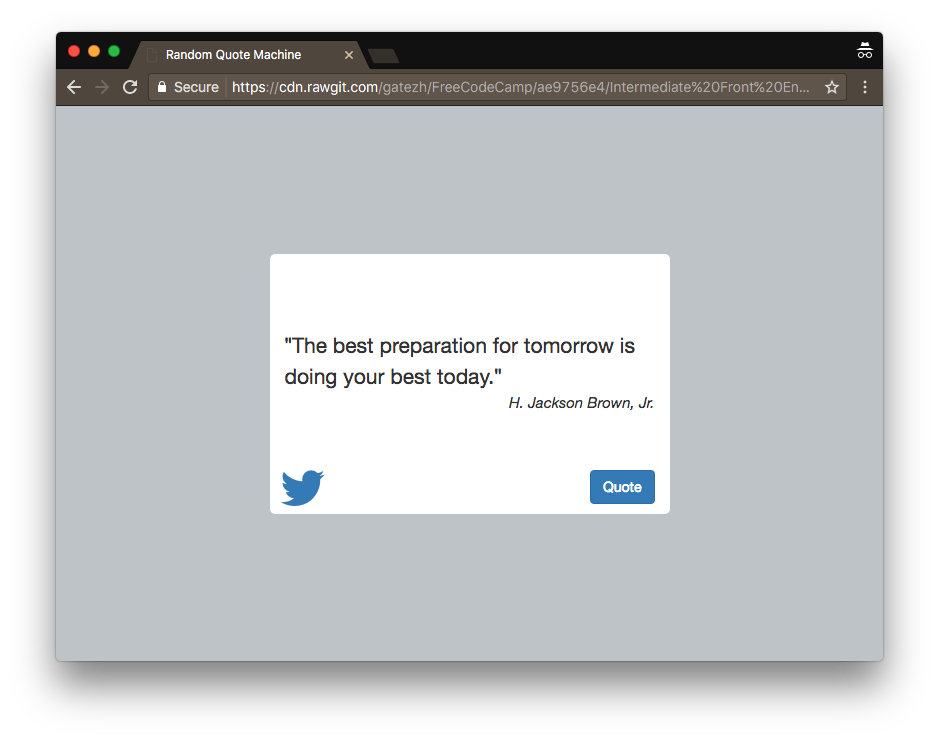 Random Quote Machine
Secure https://cdn.rawgit.com/gatezh/FreeCodeCamp/ae9756e4/Intermediate%20Front%20En...
"The best preparation for tomorrow is
doing your best today."
H. Jackson Brown, Jr.
Quote